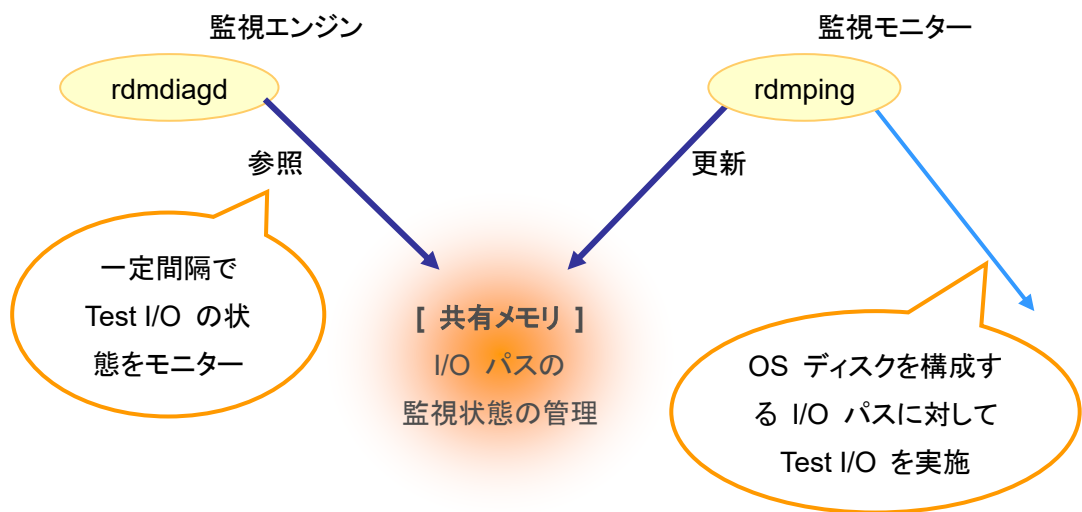 監視エンジン
監視モニター
rdmdiagd
rdmping
参照
更新
一定間隔で
Test I/O の状
態をモニター
[ 共有メモリ ]
I/O パスの
監視状態の管理
OS ディスクを構成す
る I/O パスに対して
Test I/O を実施